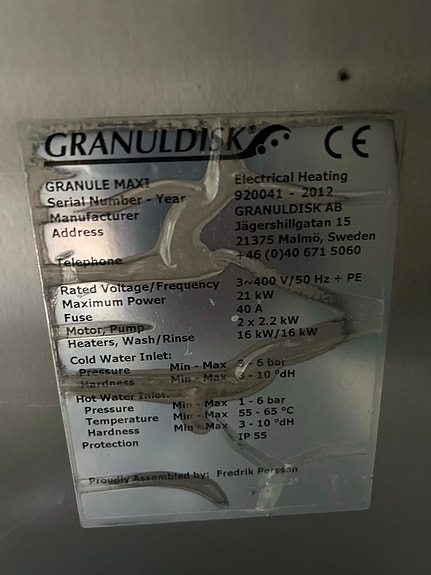 GRANULDISK® CE
GRANULE MAXI Electrical Heating
Serial Number - Year 920041 - 2012
Manufacturer GRANULDISK AB
Address Jägershillgatan 15
21375 Malmö, Sweden
Telephone +46 (0)40 671 5060
Rated Voltage/Frequency 3~400 V/50 Hz + PE
Maximum Power 21 kW
Fuse 40 A
Motor, Pump 2 x 2.2 kW
Heaters, Wash/Rinse 16 kW/16 kW
Cold Water Inlet:
Pressure Min - Max 3 - 6 bar
Hardness Min - Max 3 - 10 °dH
Hot Water Inlet:
Pressure Min - Max 1 - 6 bar
Temperature Min - Max 55 - 65 °C
Hardness Min - Max 3 - 10 °dH
Protection IP 55
Proudly Assembled by: Fredrik Persson